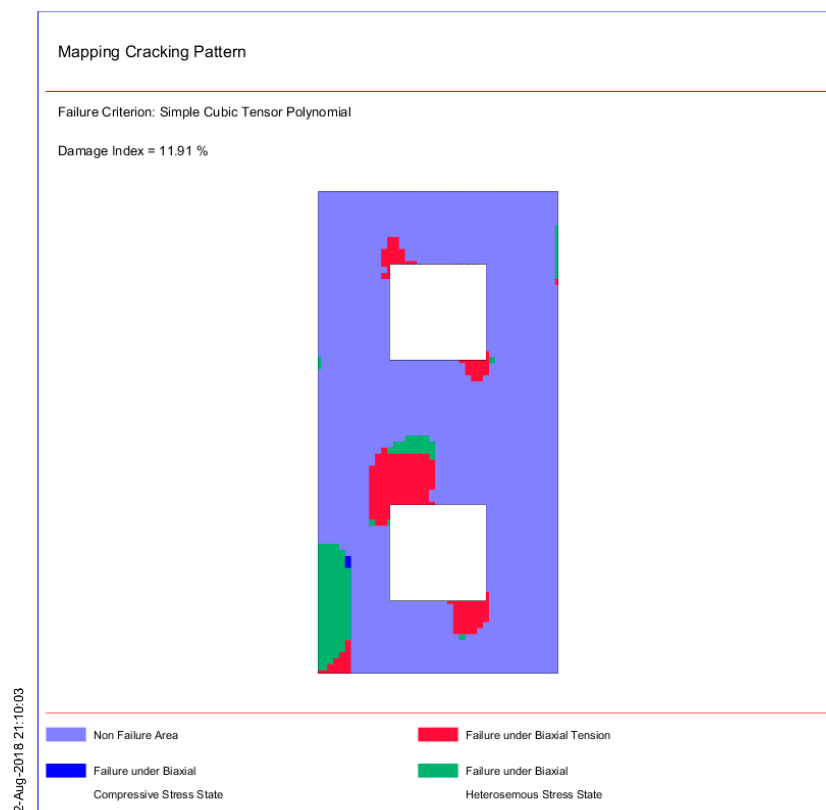 Mapping Cracking Pattern
Failure Criterion: Simple Cubic Tensor Polynomial
Damage Index = 11.91 %
Non Failure Area
Failure under Biaxial Tension
Failure under Biaxial
Compressive Stress State
Failure under Biaxial
Heterosemous Stress State
2-Aug-2018 21:10:03